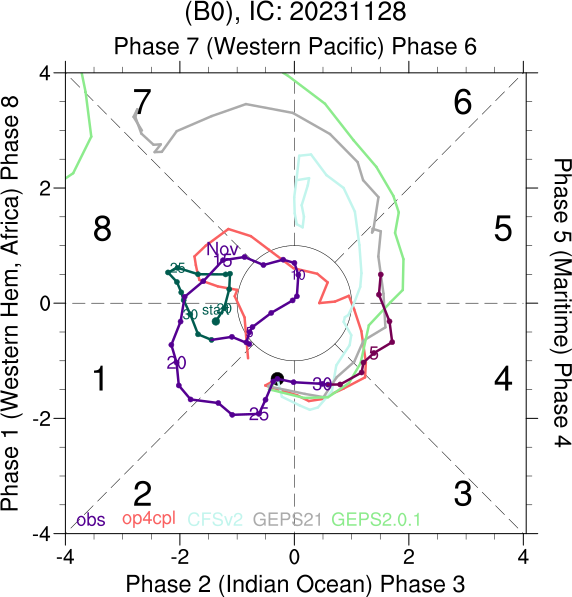 (B0), IC: 20231128
Phase 7 (Western Pacific) Phase 6
Phase 1 (Western Hem, Africa) Phase 8
Phase 5 (Maritime) Phase 4
4
2
0
-2
-4
7
6
8
5
1
4
2
3
Nov
15
25
10
30
start
30
5
5
20
30
25
obs op4cpl CFSv2 GEPS21 GEPS2.0.1
-4 -2 0 2 4
Phase 2 (Indian Ocean) Phase 3